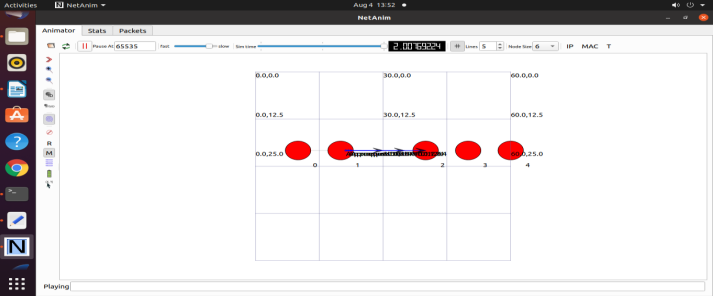 Activities NetAnim Aug 4 13:52
NetAnim
Animator Stats Packets
Pause At 65535 fast slow Sim time 2.00769224 # Lines 5 Node Size 6 IP MAC T
R
M
0.0,0.0 30.0,0.0 60.0,0.0
0.0,12.5 30.0,12.5 60.0,12.5
0.0,25.0 60.0,25.0
0 1 2 3 4
Playing